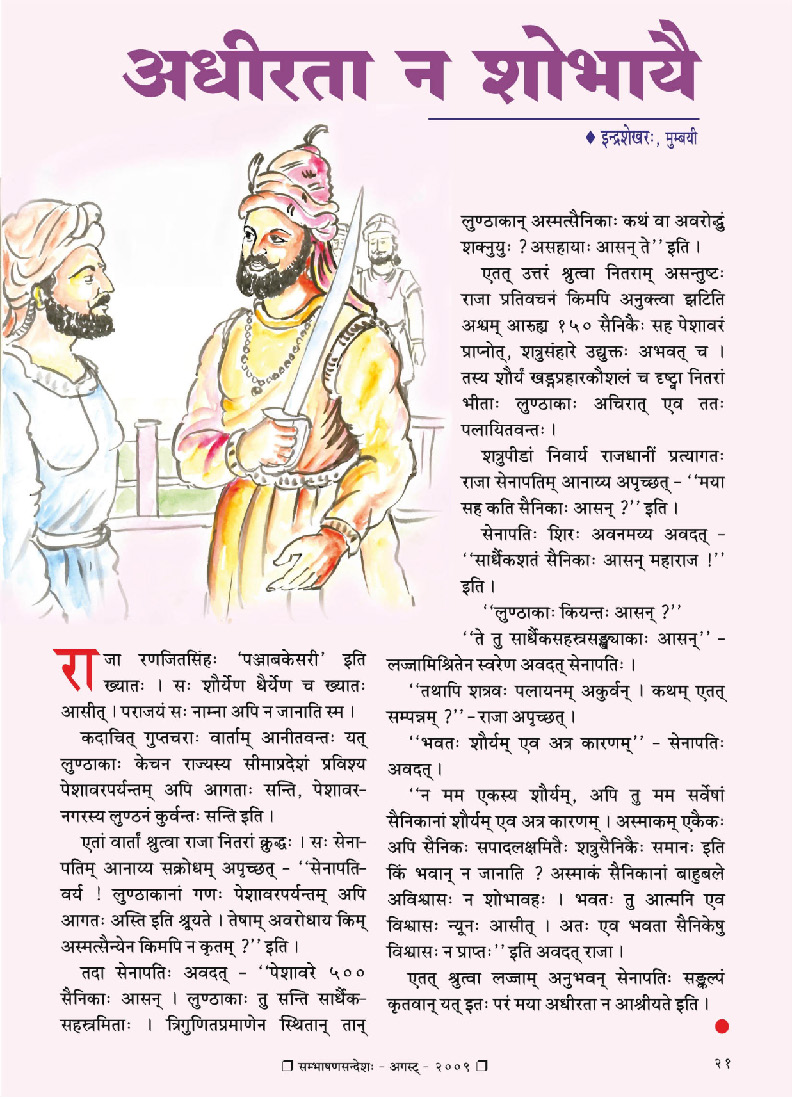 अधीरता न शोभायै
♦ इन्द्रशेखरः, मुम्बयी
राजा रणजितसिंहः ‘पञ्जाबकेसरी’ इति
ख्यातः । सः शौर्येण धैर्येण च ख्यातः
आसीत् । पराजयं सः नाम्ना अपि न जानाति स्म ।
कदाचित् गुप्तचराः वार्ताम् आनीतवन्तः यत्
लुण्ठाकाः केचन राज्यस्य सीमाप्रदेशं प्रविश्य
पेशावरपर्यन्तम् अपि आगताः सन्ति, पेशावर-
नगरस्य लुण्ठनं कुर्वन्तः सन्ति इति ।
एतां वार्तां श्रुत्वा राजा नितरां क्रुद्धः । सः सेना-
पतिम् आनाय्य सक्रोधम् अपृच्छत् – ‘‘सेनापति-
वर्य ! लुण्ठाकानां गणः पेशावरपर्यन्तम् अपि
आगतः अस्ति इति श्रूयते । तेषाम् अवरोधाय किम्
अस्मत्सैन्येन किमपि न कृतम् ?’’ इति ।
तदा सेनापतिः अवदत् – ‘‘पेशावरे ५००
सैनिकाः आसन् । लुण्ठाकाः तु सन्ति सार्धैक-
सहस्रमिताः । त्रिगुणितप्रमाणेन स्थितान् तान्
लुण्ठाकान् अस्मत्सैनिकाः कथं वा अवरोद्धुं
शक्नुयुः ? असहायाः आसन् ते’’ इति ।
एतत् उत्तरं श्रुत्वा नितराम् असन्तुष्टः
राजा प्रतिवचनं किमपि अनुक्त्वा झटिति
अश्वम् आरुह्य १५० सैनिकैः सह पेशावरं
प्राप्नोत्, शत्रुसंहारे उद्युक्तः अभवत् च ।
तस्य शौर्यं खड्गप्रहारकौशलं च दृष्ट्वा नितरां
भीताः लुण्ठाकाः अचिरात् एव ततः
पलायितवन्तः ।
शत्रुपीडां निवार्य राजधानीं प्रत्यागतः
राजा सेनापतिम् आनाय्य अपृच्छत् – ‘‘मया
सह कति सैनिकाः आसन् ?’’ इति ।
सेनापतिः शिरः अवनमय्य अवदत् –
‘‘सार्धैकशतं सैनिकाः आसन् महाराज !’’
इति ।
‘‘लुण्ठाकाः कियन्तः आसन् ?’’
‘‘ते तु सार्धैकसहस्रसङ्ख्याकाः आसन्’’ –
लज्जामिश्रितेन स्वरेण अवदत् सेनापतिः ।
‘‘तथापि शत्रवः पलायनम् अकुर्वन् । कथम् एतत्
सम्पन्नम् ?’’ – राजा अपृच्छत् ।
‘‘भवतः शौर्यम् एव अत्र कारणम्’’ – सेनापतिः
अवदत् ।
‘‘न मम एकस्य शौर्यम्, अपि तु मम सर्वेषां
सैनिकानां शौर्यम् एव अत्र कारणम् । अस्माकम् एकैकः
अपि सैनिकः सपादलक्षमितैः शत्रुसैनिकैः समानः इति
किं भवान् न जानाति ? अस्माकं सैनिकानां बाहुबले
अविश्वासः न शोभावहः । भवतः तु आत्मनि एव
विश्वासः न्यूनः आसीत् । अतः एव भवता सैनिकेषु
विश्वासः न प्राप्तः’’ इति अवदत् राजा ।
एतत् श्रुत्वा लज्जाम् अनुभवन् सेनापतिः सङ्कल्पं
कृतवान् यत् इतः परं मया अधीरता न आश्रीयते इति ।
❐ सम्भाषणसन्देशः – अगस्ट् – २००९ ❐
२१